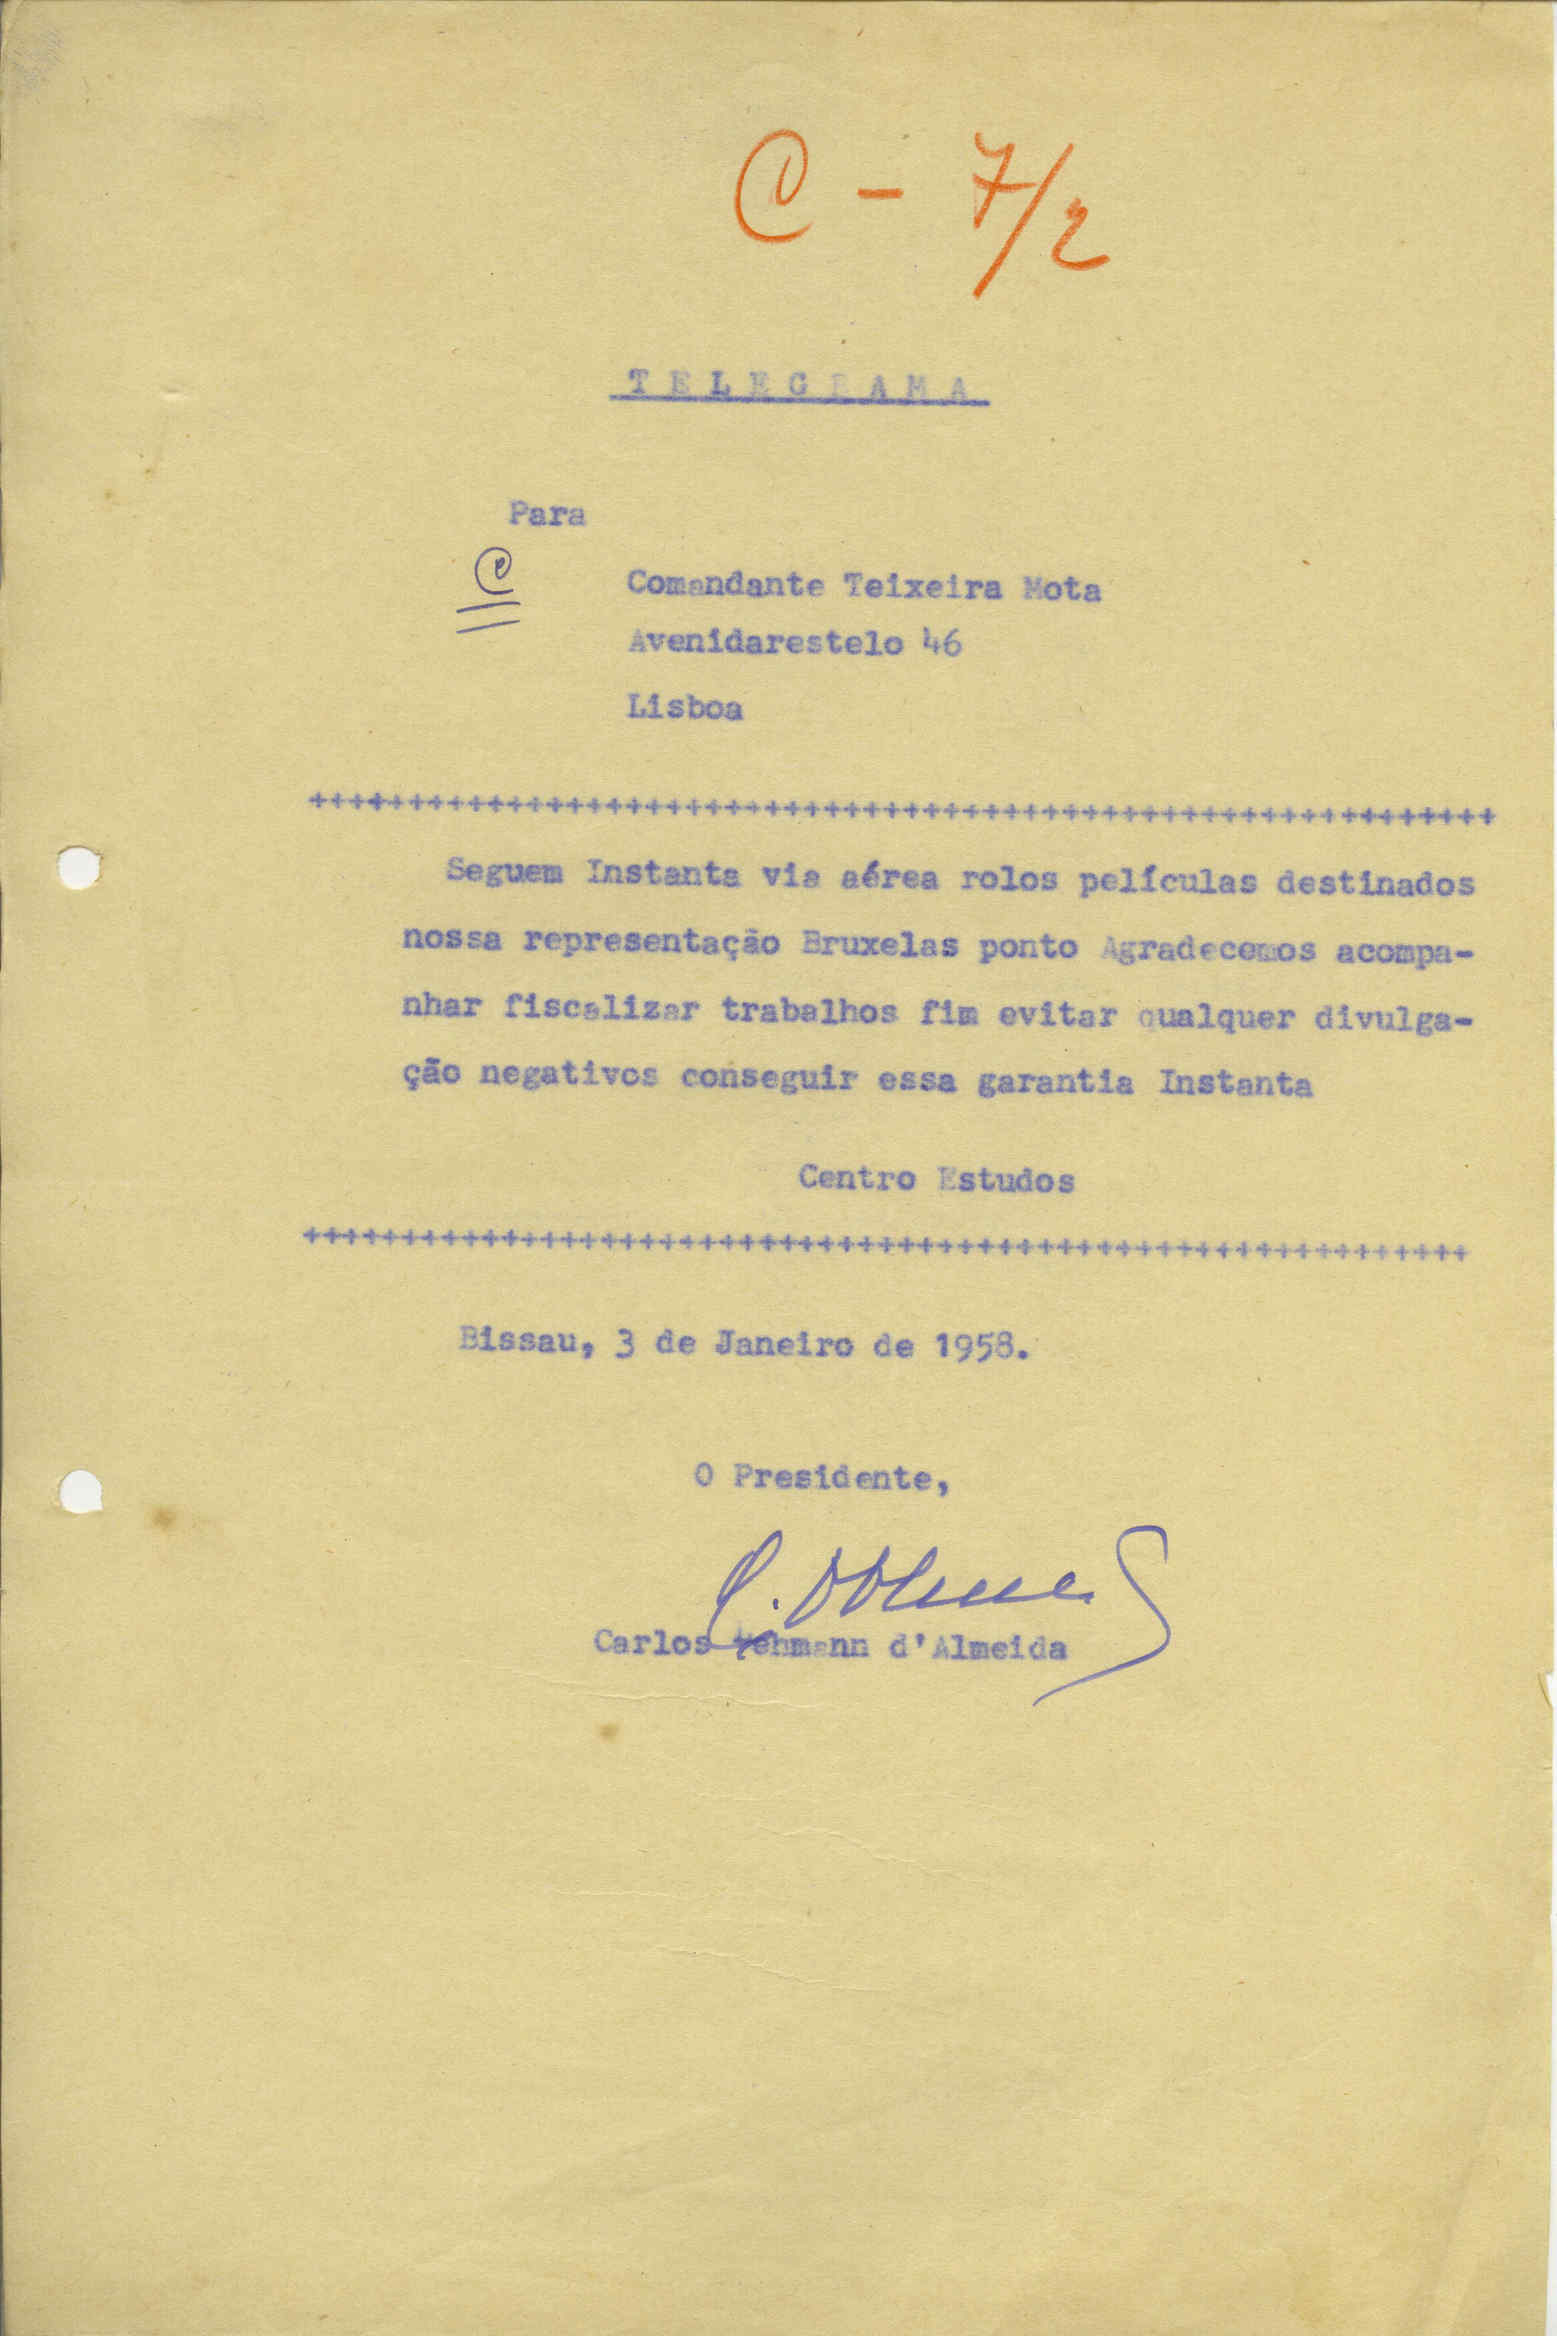 C - 7/2
TELEGRAMA
Para
C
Comandante Teixeira Mota
Avenidarestelo 46
Lisboa
++++++++++++++++++++++++++++++++++++++++++++++++++++++++++++
Seguem Instanta via aérea rolos películas destinados
nossa representação Bruxelas ponto Agradecemos acompa-
nhar fiscalizar trabalhos fim evitar qualquer divulga-
ção negativos conseguir essa garantia Instanta
Centro Estudos
+++++++++++++++++++++++++++++++++++++++++++++++++++++++++++
Bissau, 3 de Janeiro de 1958.
O Presidente,
Carlos Lehmann d'Almeida